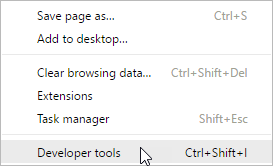 Save page as... Ctrl+S
Add to desktop...
Clear browsing data... Ctrl+Shift+Del
Extensions
Task manager Shift+Esc
Developer tools Ctrl+Shift+I